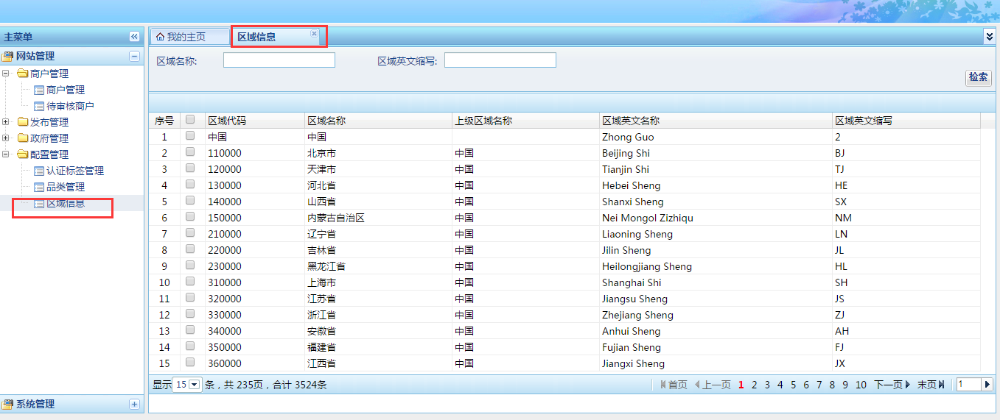 主菜单
网站管理
商户管理
商户管理
待审核商户
发布管理
政府管理
配置管理
认证标签管理
品类管理
区域信息
系统管理
我的主页 区域信息
区域名称: 区域英文缩写:
检索
序号 区域代码 区域名称 上级区域名称 区域英文名称 区域英文缩写
1 中国 中国 Zhong Guo 2
2 110000 北京市 中国 Beijing Shi BJ
3 120000 天津市 中国 Tianjin Shi TJ
4 130000 河北省 中国 Hebei Sheng HE
5 140000 山西省 中国 Shanxi Sheng SX
6 150000 内蒙古自治区 中国 Nei Mongol Zizhiqu NM
7 210000 辽宁省 中国 Liaoning Sheng LN
8 220000 吉林省 中国 Jilin Sheng JL
9 230000 黑龙江省 中国 Heilongjiang Sheng HL
10 310000 上海市 中国 Shanghai Shi SH
11 320000 江苏省 中国 Jiangsu Sheng JS
12 330000 浙江省 中国 Zhejiang Sheng ZJ
13 340000 安徽省 中国 Anhui Sheng AH
14 350000 福建省 中国 Fujian Sheng FJ
15 360000 江西省 中国 Jiangxi Sheng JX
显示 15 条，共 235页，合计 3524条 首页 上一页 1 2 3 4 5 6 7 8 9 10 下一页 末页 1